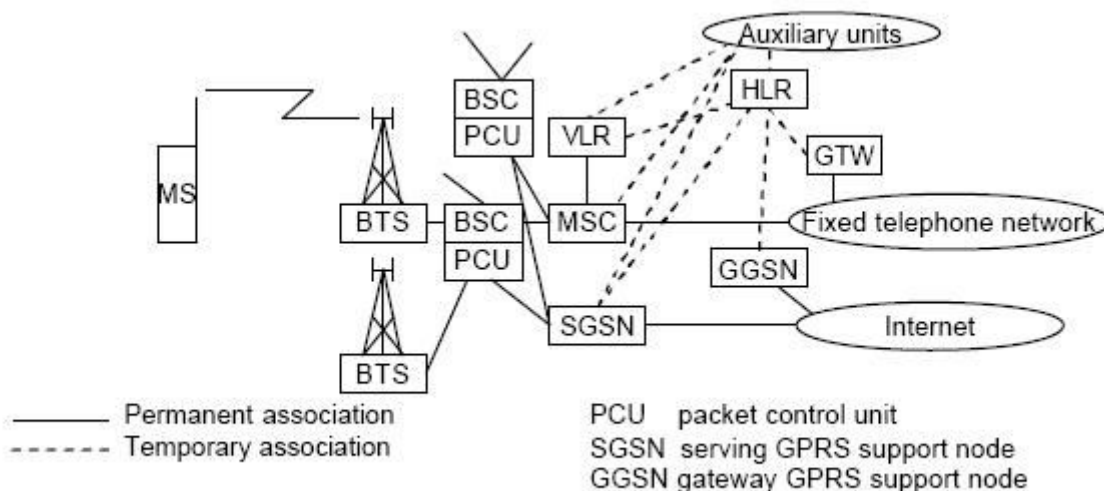 Auxiliary units
HLR
BSC
PCU
VLR
GTW
MS
BTS
BSC
PCU
MSC
Fixed telephone network
GGSN
SGSN
Internet
BTS
Permanent association
Temporary association
PCU packet control unit
SGSN serving GPRS support node
GGSN gateway GPRS support node